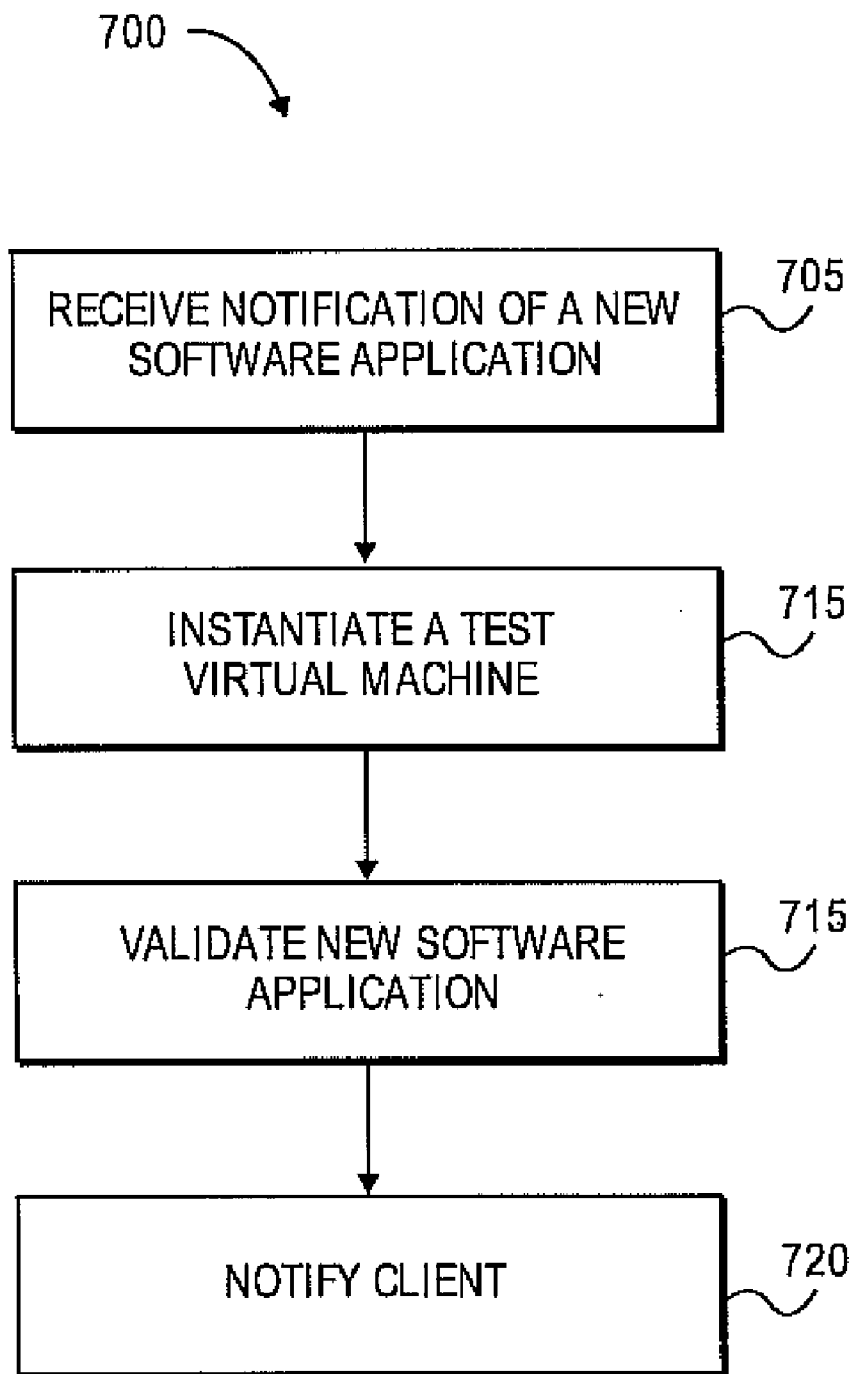 700
RECEIVE NOTIFICATION OF A NEW
SOFTWARE APPLICATION
705
INSTANTIATE A TEST
VIRTUAL MACHINE
715
VALIDATE NEW SOFTWARE
APPLICATION
715
NOTIFY CLIENT
720